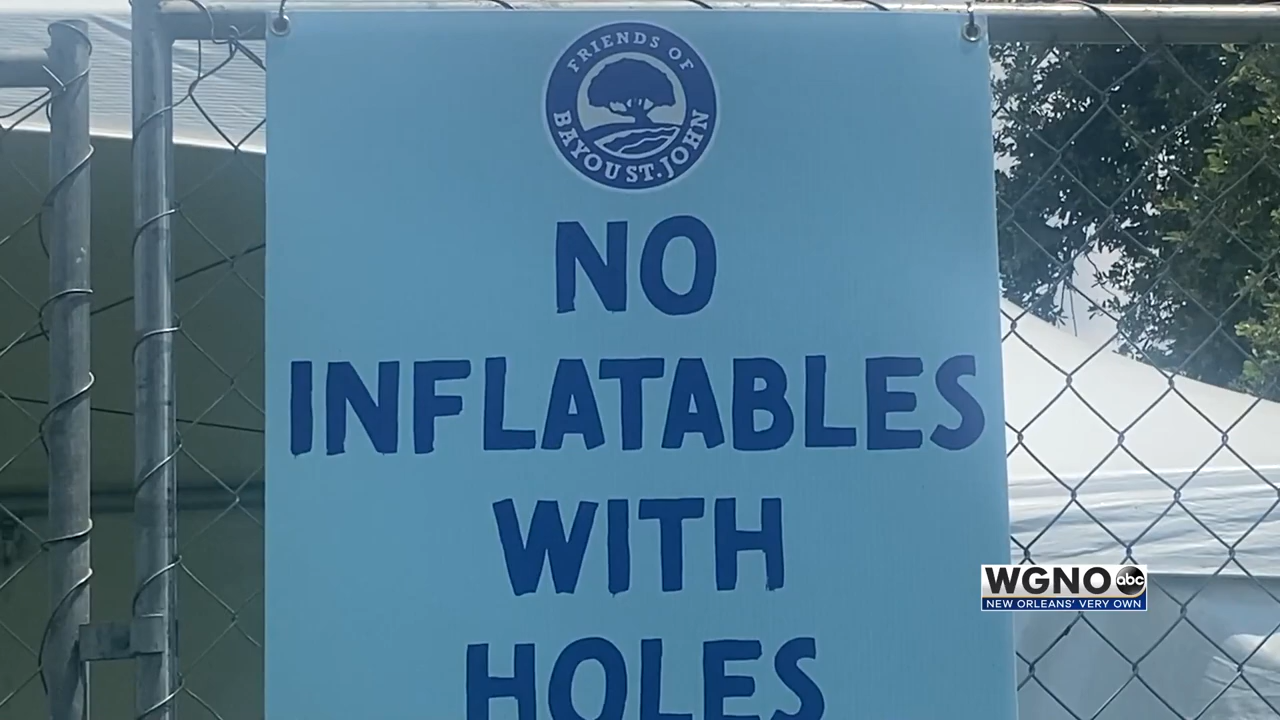 FRIENDS OF
BAYOU ST. JOHN
NO
INFLATABLES
WITH
HOLES
WGNO abc
NEW ORLEANS' VERY OWN